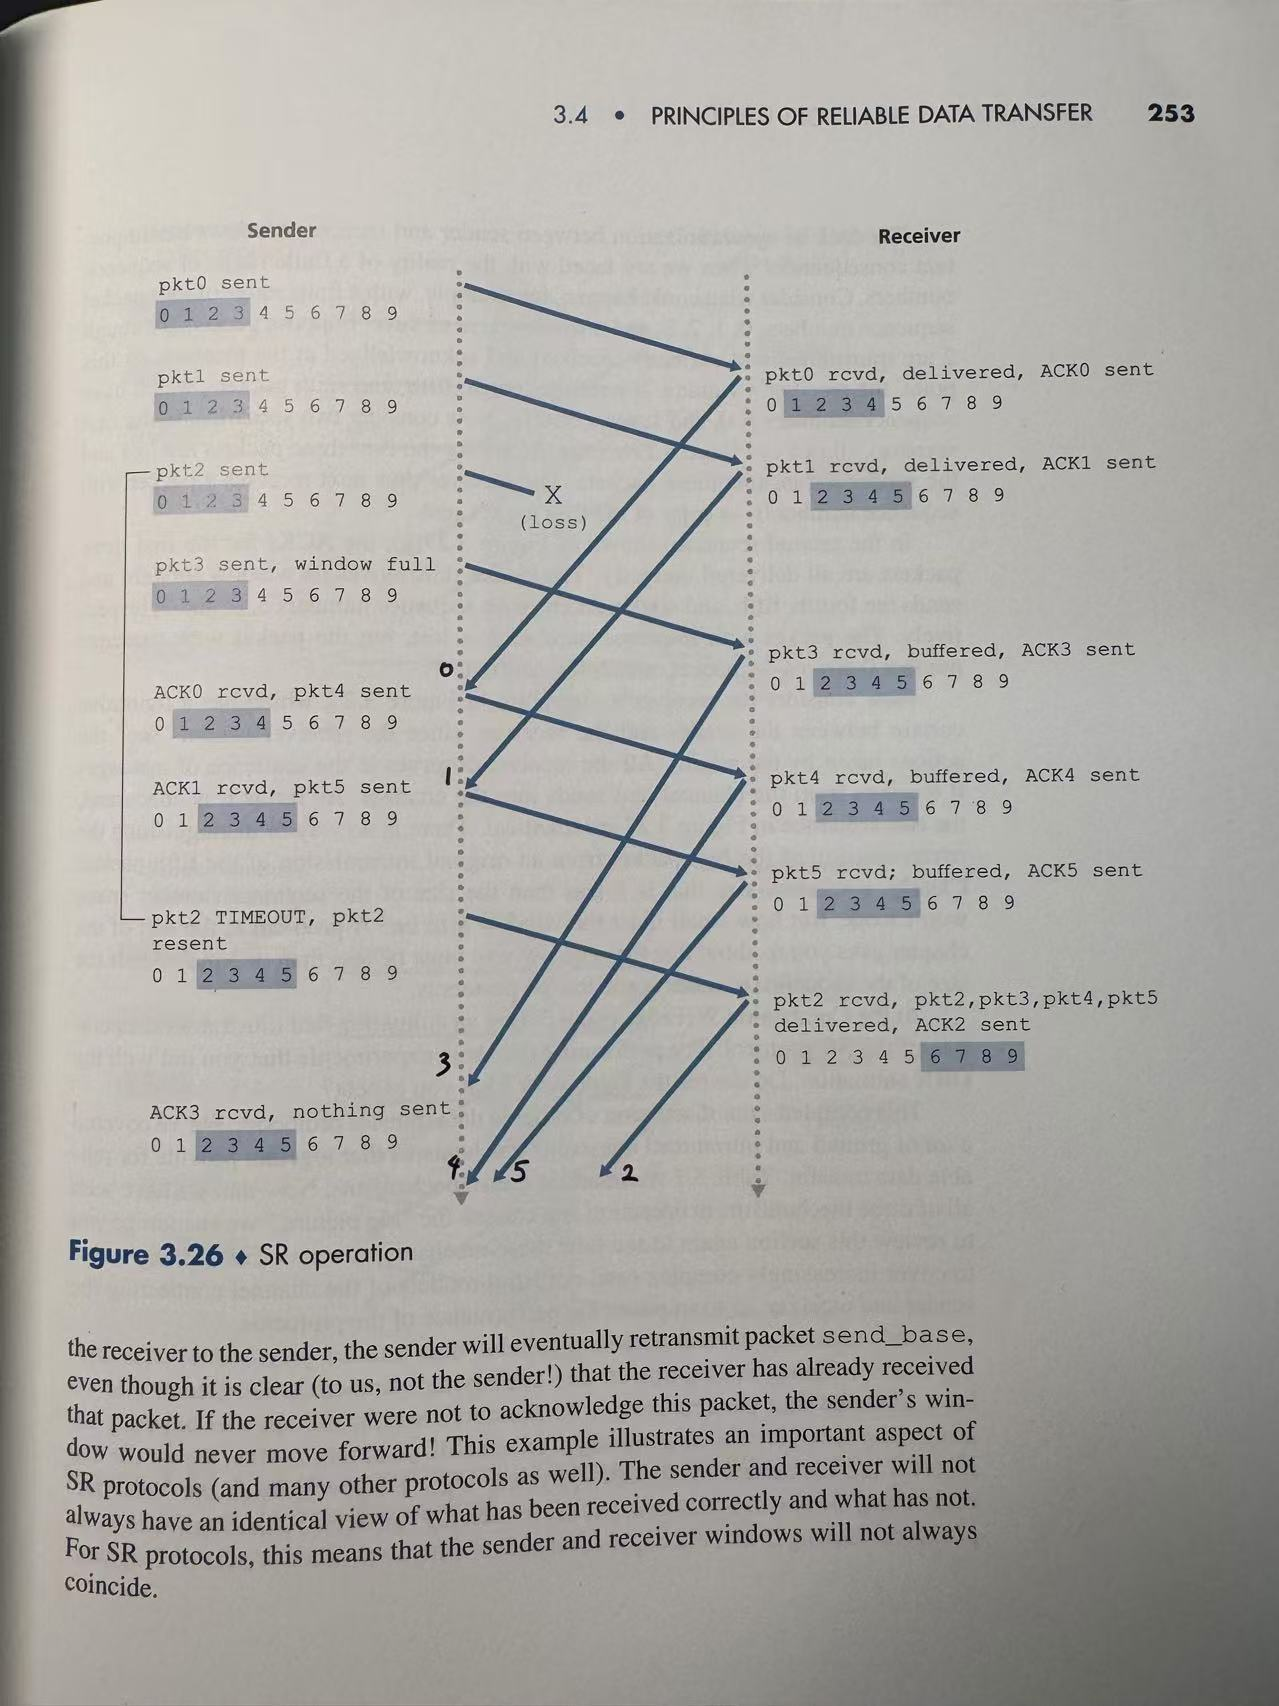 3.4 • PRINCIPLES OF RELIABLE DATA TRANSFER 253
Sender
Receiver
pkt0 sent
0 1 2 3 4 5 6 7 8 9
pkt0 rcvd, delivered, ACK0 sent
0 1 2 3 4 5 6 7 8 9
pkt1 sent
0 1 2 3 4 5 6 7 8 9
pkt1 rcvd, delivered, ACK1 sent
0 1 2 3 4 5 6 7 8 9
pkt2 sent
0 1 2 3 4 5 6 7 8 9
X
(loss)
pkt3 sent, window full
0 1 2 3 4 5 6 7 8 9
pkt3 rcvd, buffered, ACK3 sent
0 1 2 3 4 5 6 7 8 9
0
ACK0 rcvd, pkt4 sent
0 1 2 3 4 5 6 7 8 9
pkt4 rcvd, buffered, ACK4 sent
0 1 2 3 4 5 6 7 8 9
1
ACK1 rcvd, pkt5 sent
0 1 2 3 4 5 6 7 8 9
pkt5 rcvd; buffered, ACK5 sent
0 1 2 3 4 5 6 7 8 9
pkt2 TIMEOUT, pkt2
resent
0 1 2 3 4 5 6 7 8 9
pkt2 rcvd, pkt2,pkt3,pkt4,pkt5
delivered, ACK2 sent
0 1 2 3 4 5 6 7 8 9
3
ACK3 rcvd, nothing sent
0 1 2 3 4 5 6 7 8 9
4 5 2
Figure 3.26 ♦ SR operation
the receiver to the sender, the sender will eventually retransmit packet send_base,
even though it is clear (to us, not the sender!) that the receiver has already received
that packet. If the receiver were not to acknowledge this packet, the sender's win-
dow would never move forward! This example illustrates an important aspect of
SR protocols (and many other protocols as well). The sender and receiver will not
always have an identical view of what has been received correctly and what has not.
For SR protocols, this means that the sender and receiver windows will not always
coincide.